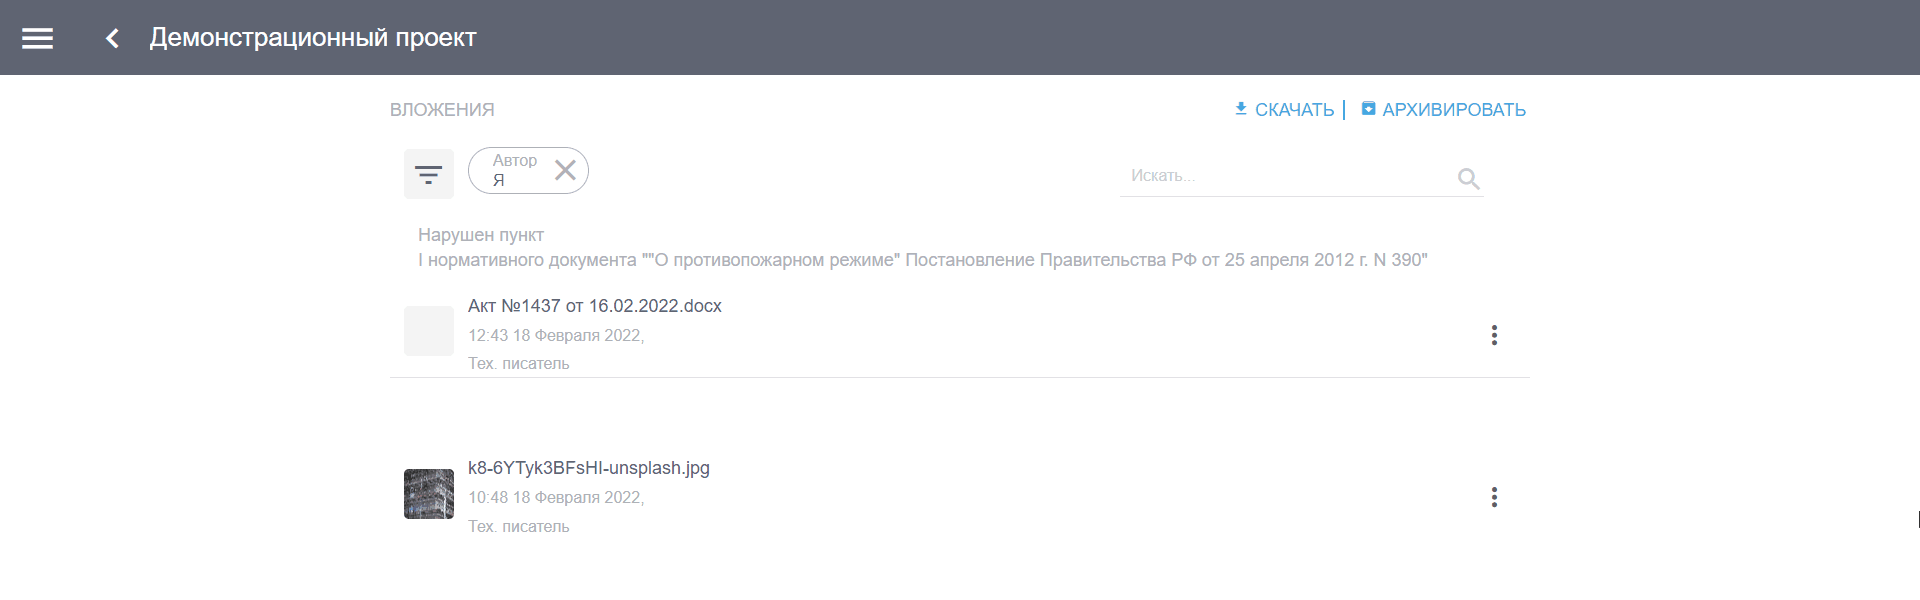 Демонстрационный проект
ВЛОЖЕНИЯ
СКАЧАТЬ | АРХИВИРОВАТЬ
Автор
Я
Искать...
Нарушен пункт
I нормативного документа ""О противопожарном режиме" Постановление Правительства РФ от 25 апреля 2012 г. N 390"
Акт №1437 от 16.02.2022.docx
12:43 18 Февраля 2022,
Тех. писатель
k8-6YTyk3BFsHI-unsplash.jpg
10:48 18 Февраля 2022,
Тех. писатель